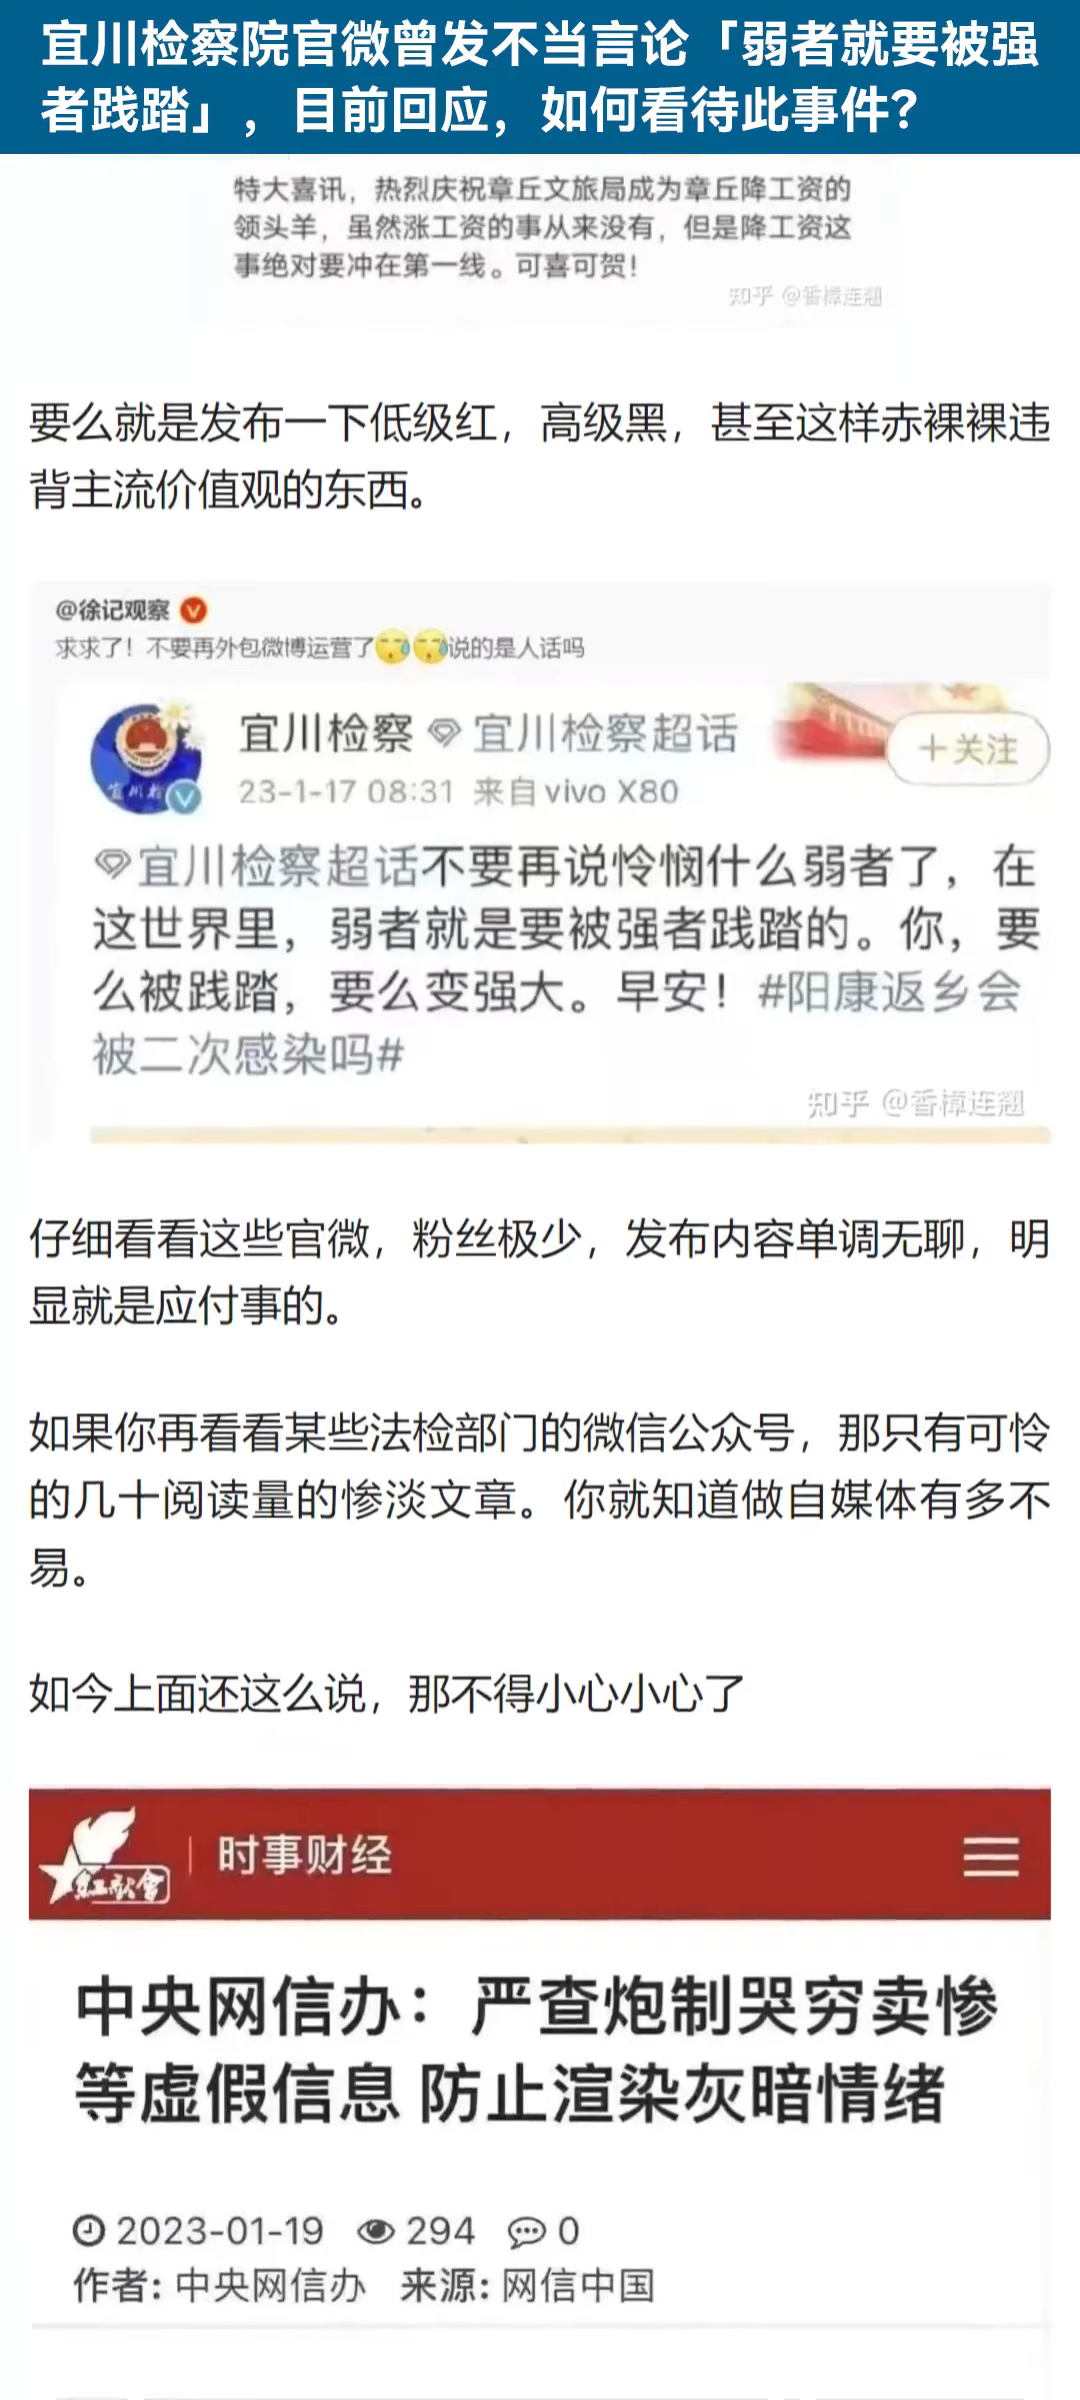 宜川检察院官微曾发不当言论「弱者就要被强
者践踏」，目前回应，如何看待此事件？
特大喜讯，热烈庆祝章丘文旅局成为章丘降工资的
领头羊，虽然涨工资的事从来没有，但是降工资这
事绝对要冲在第一线。可喜可贺！
知乎 @香樟连翘
要么就是发布一下低级红，高级黑，甚至这样赤裸裸违
背主流价值观的东西。
@徐记观察
求求了！不要再外包微博运营了说的是人话吗
宜川检察 宜川检察超话
＋关注
23-1-17 08:31 来自 vivo X80
宜川检察超话不要再说怜悯什么弱者了，在
这世界里，弱者就是要被强者践踏的。你，要
么被践踏，要么变强大。早安！#阳康返乡会
被二次感染吗#
知乎 @香樟连翘
仔细看看这些官微，粉丝极少，发布内容单调无聊，明
显就是应付事的。
如果你再看看某些法检部门的微信公众号，那只有可怜
的几十阅读量的惨淡文章。你就知道做自媒体有多不
易。
如今上面还这么说，那不得小心小心了
红歌会 | 时事财经
中央网信办：严查炮制哭穷卖惨
等虚假信息 防止渲染灰暗情绪
2023-01-19 294 0
作者: 中央网信办 来源: 网信中国